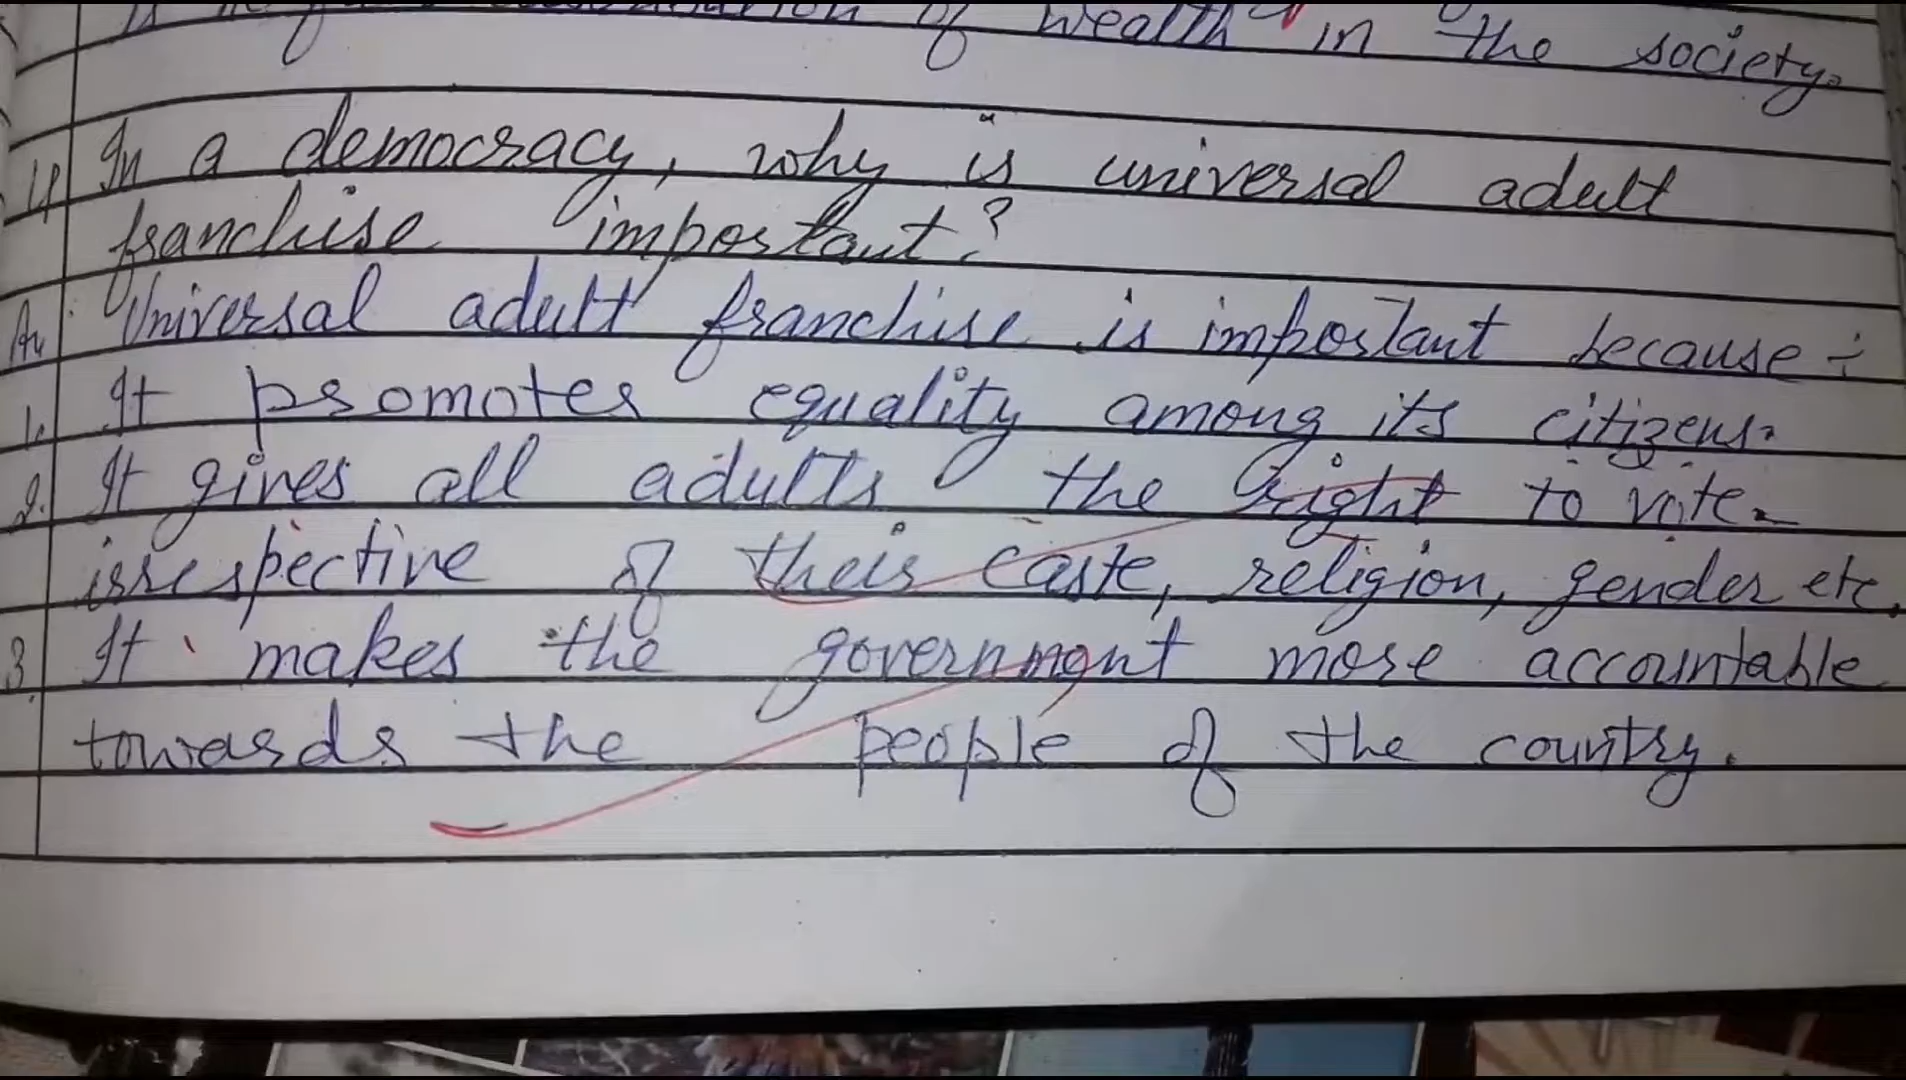 of wealth in the society.
In a democracy, why is universal adult
franchise important?
Universal adult franchise is important because :-
1. It promotes equality among its citizens.
2. It gives all adults the right to vote
irrespective of their caste, religion, gender etc.
3. It makes the government more accountable
towards the people of the country.